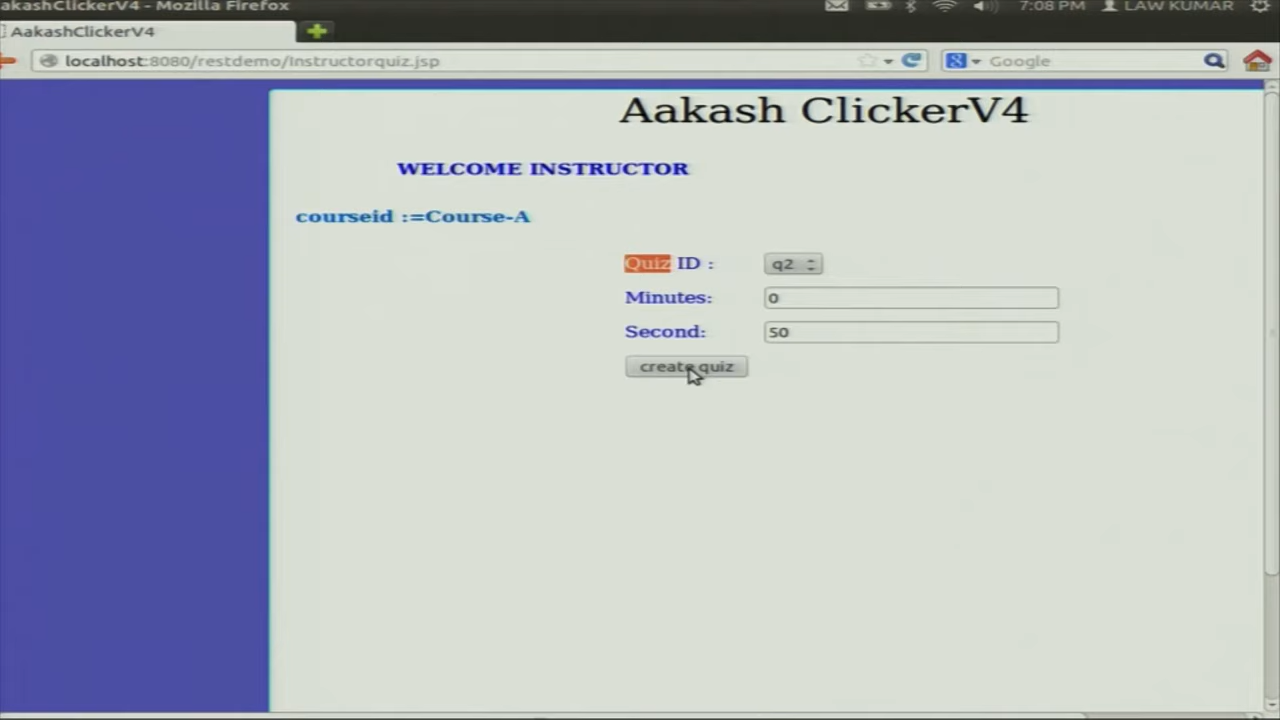 akashClickerV4 - Mozilla Firefox
7:08 PM LAW KUMAR
AakashClickerV4
localhost:8080/restdemo/Instructorquiz.jsp
Google
Aakash ClickerV4
WELCOME INSTRUCTOR
courseid :=Course-A
Quiz ID : q2
Minutes: 0
Second: 50
create quiz